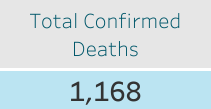 Total Confirmed
Deaths
1,168